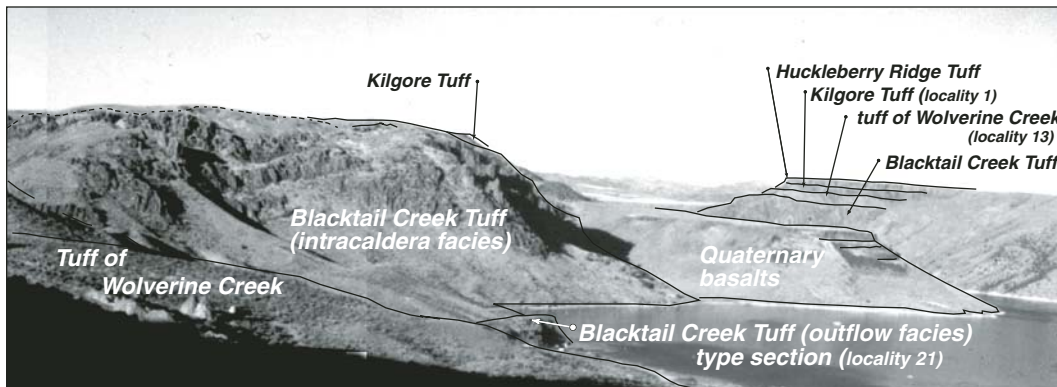 Kilgore Tuff
Huckleberry Ridge Tuff
Kilgore Tuff (locality 1)
tuff of Wolverine Creek
(locality 13)
Blacktail Creek Tuff
Blacktail Creek Tuff
(intracaldera facies)
Tuff of
Wolverine Creek
Quaternary
basalts
Blacktail Creek Tuff (outflow facies)
type section (locality 21)